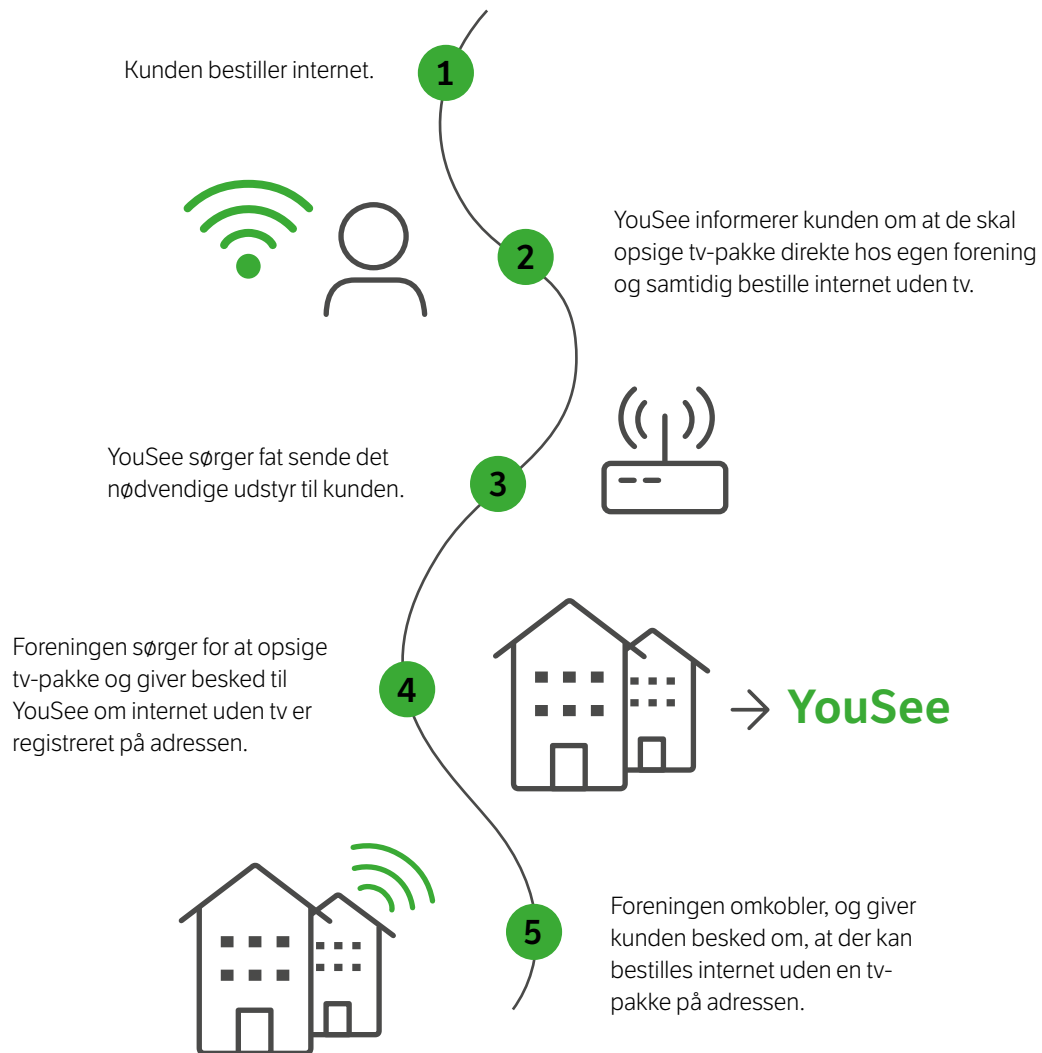 Kunden bestiller internet.
1
YouSee informerer kunden om at de skal
opsige tv-pakke direkte hos egen forening
og samtidig bestille internet uden tv.
2
YouSee sørger fat sende det
nødvendige udstyr til kunden.
3
Foreningen sørger for at opsige
tv-pakke og giver besked til
YouSee om internet uden tv er
registreret på adressen.
4
YouSee
5
Foreningen omkobler, og giver
kunden besked om, at der kan
bestilles internet uden en tv-
pakke på adressen.